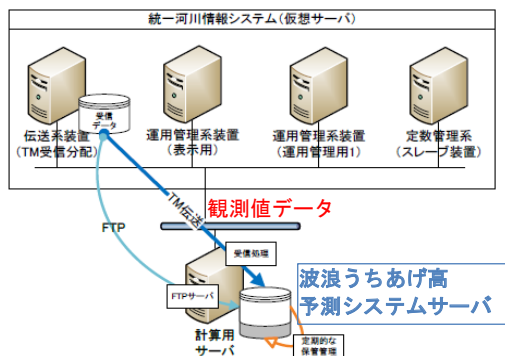 統一河川情報システム(仮想サーバ)
受信
データ
伝送系装置
(TM受信分配)
運用管理系装置
(表示用)
運用管理系装置
(運用管理用1)
定数管理系
(スレーブ装置)
観測値データ
TM伝送
FTP
受信処理
FTPサーバ
波浪うちあげ高
予測システムサーバ
計算用
サーバ
定期的な
保管管理